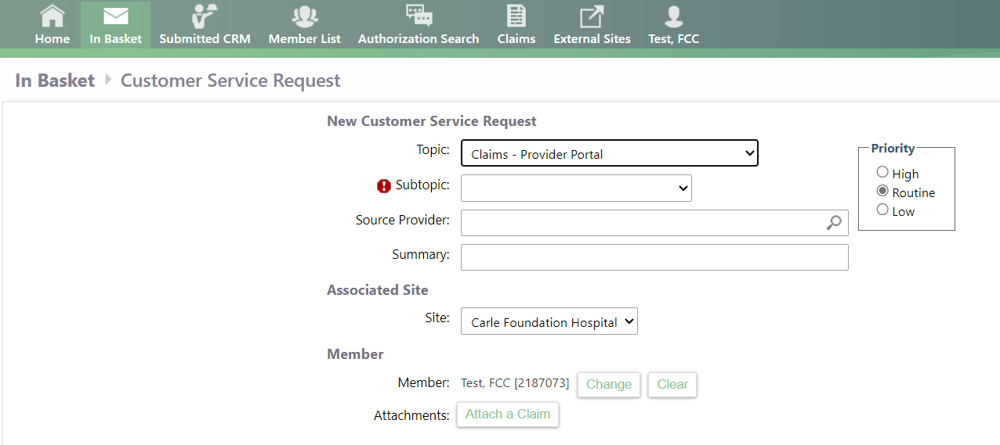 Home In Basket Submitted CRM Member List Authorization Search Claims External Sites Test, FCC
In Basket Customer Service Request
New Customer Service Request
Topic: Claims - Provider Portal
Priority
High
Subtopic:
Routine
Low
Source Provider:
Summary:
Associated Site
Site: Carle Foundation Hospital
Member
Member: Test, FCC [2187073] Change Clear
Attachments: Attach a Claim